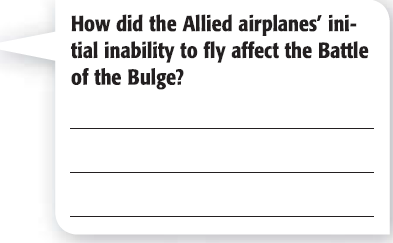 How did the Allied airplanes’ ini-
tial inability to fly affect the Battle
of the Bulge?